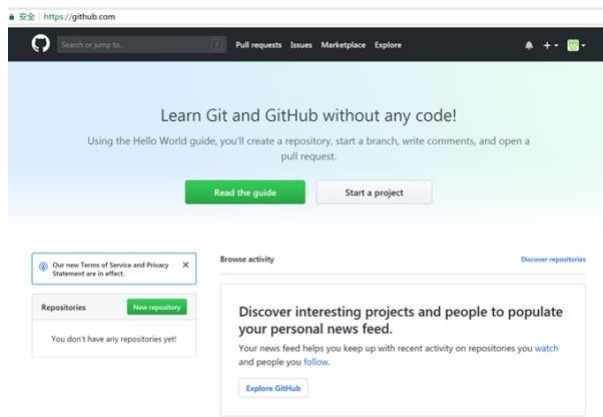 安全 | https://github.com
Search or jump to... /
Pull requests Issues Marketplace Explore
Learn Git and GitHub without any code!
Using the Hello World guide, you'll create a repository, start a branch, write comments, and open a
pull request.
Read the guide
Start a project
Our new Terms of Service and Privacy
Statement are in effect.
Repositories
New repository
You don't have any repositories yet!
Browse activity
Discover repositories
Discover interesting projects and people to populate
your personal news feed.
Your news feed helps you keep up with recent activity on repositories you watch
and people you follow.
Explore GitHub